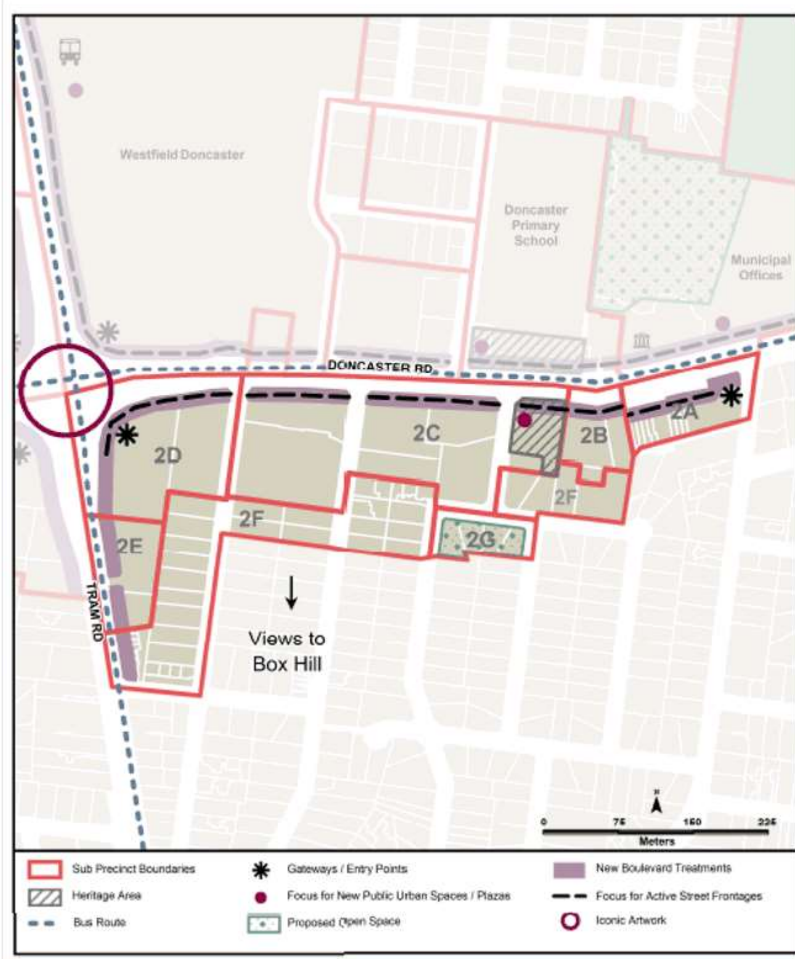 Westfield Doncaster
Doncaster
Primary
School
Municipal
Offices
DONCASTER RD
2A
2B
2C
2D
2F
2F
2E
2G
TRAM RD
Views to
Box Hill
N
0 75 150 225
Meters
Sub Precinct Boundaries
Gateways / Entry Points
New Boulevard Treatments
Heritage Area
Focus for New Public Urban Spaces / Plazas
Focus for Active Street Frontages
Bus Route
Proposed Open Space
Iconic Artwork